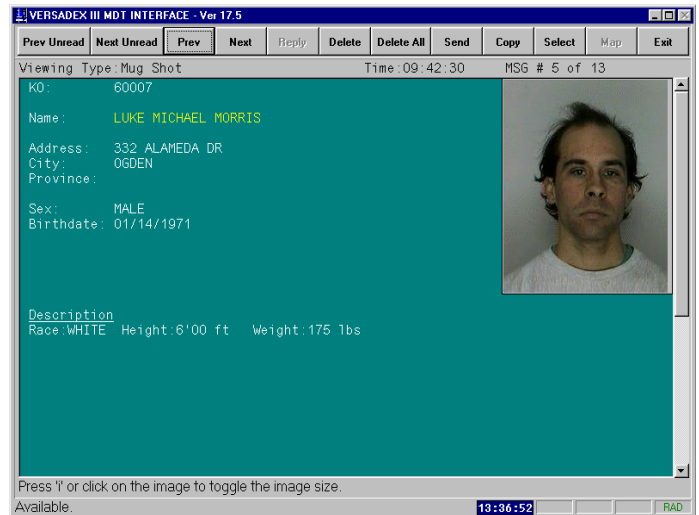 VERSADEX III MDT INTERFACE - Ver 17.5
Prev Unread Next Unread Prev Next Reply Delete Delete All Send Copy Select Map Exit
Viewing Type:Mug Shot Time:09:42:30 MSG # 5 of 13
KO: 60007
Name: LUKE MICHAEL MORRIS
Address: 332 ALAMEDA DR
City: OGDEN
Province:
Sex: MALE
Birthdate: 01/14/1971
Description
Race:WHITE Height:6'00 ft Weight:175 lbs
Press 'i' or click on the image to toggle the image size.
Available. 13:36:52 RAD